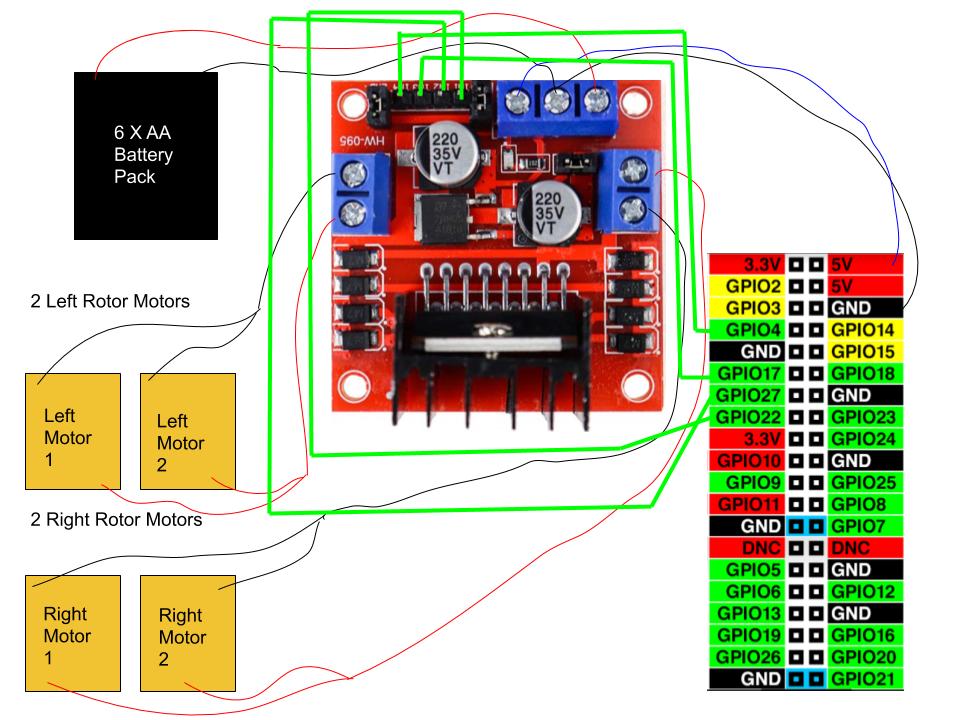 6 X AA
Battery
Pack
HW-095
220
35V
VT
220
35V
VT
2 Left Rotor Motors
Left
Motor
1
Left
Motor
2
2 Right Rotor Motors
Right
Motor
1
Right
Motor
2
3.3V 5V
GPIO2 5V
GPIO3 GND
GPIO4 GPIO14
GND GPIO15
GPIO17 GPIO18
GPIO27 GND
GPIO22 GPIO23
3.3V GPIO24
GPIO10 GND
GPIO9 GPIO25
GPIO11 GPIO8
GND GPIO7
DNC DNC
GPIO5 GND
GPIO6 GPIO12
GPIO13 GND
GPIO19 GPIO16
GPIO26 GPIO20
GND GPIO21